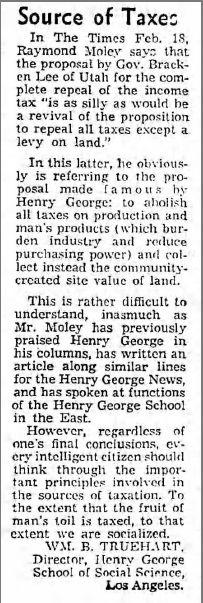 Source of Taxes
In The Times Feb. 18,
Raymond Moley says that
the proposal by Gov. Brack-
en Lee of Utah for the com-
plete repeal of the income
tax "is as silly as would be
a revival of the proposition
to repeal all taxes except a
levy on land."
In this latter, he obvious-
ly is referring to the pro-
posal made famous by
Henry George: to abolish
all taxes on production and
man's products (which bur-
den industry and reduce
purchasing power) and col-
lect instead the community-
created site value of land.
This is rather difficult to
understand, inasmuch as
Mr. Moley has previously
praised Henry George in
his columns, has written an
article along similar lines
for the Henry George News,
and has spoken at functions
of the Henry George School
in the East.
However, regardless of
one's final conclusions, ev-
ery intelligent citizen should
think through the impor-
tant principles involved in
the sources of taxation. To
the extent that the fruit of
man's toil is taxed, to that
extent we are socialized.
WM. B. TRUEHART,
Director, Henry George
School of Social Science,
Los Angeles.